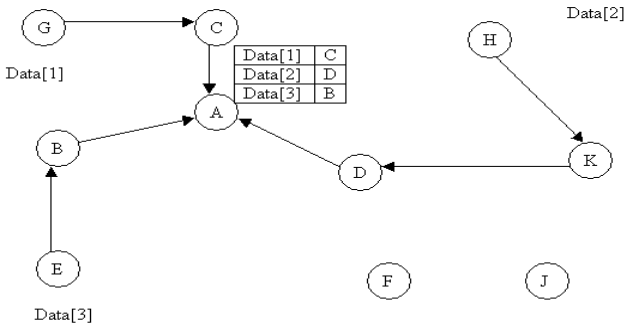 G
C
H
Data[2]
Data[1] C
Data[2] D
Data[3] B
Data[1]
A
B
D
K
E
F
J
Data[3]